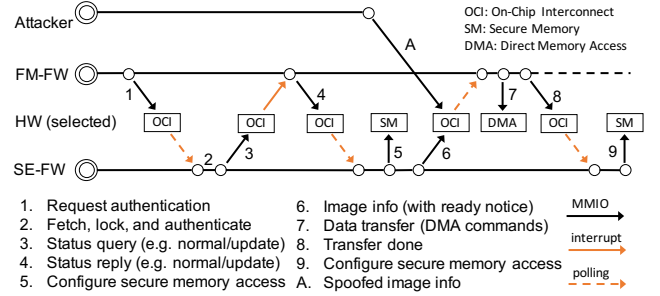 Attacker
OCI: On-Chip Interconnect
SM: Secure Memory
DMA: Direct Memory Access
A
FM-FW
1
4
7
8
HW (selected)
OCI
OCI
OCI
SM
OCI
DMA
OCI
SM
2
3
5
6
9
SE-FW
1. Request authentication
2. Fetch, lock, and authenticate
3. Status query (e.g. normal/update)
4. Status reply (e.g. normal/update)
5. Configure secure memory access
6. Image info (with ready notice)
7. Data transfer (DMA commands)
8. Transfer done
9. Configure secure memory access
A. Spoofed image info
MMIO
interrupt
polling